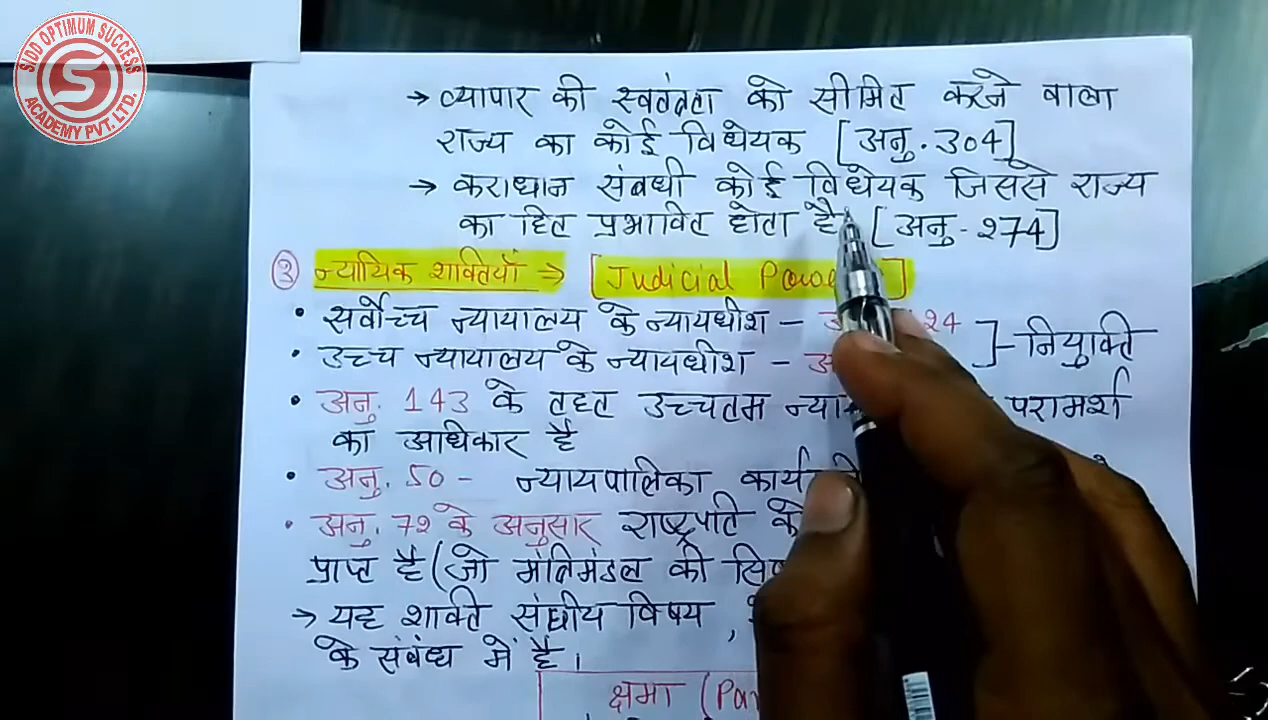 SIDD OPTIMUM SUCCESS
ACADEMY PVT. LTD.
→ व्यापार की स्वतंत्रता को सीमित करने वाला
राज्य का कोई विधेयक [अनु. 304]
→ कराधान संबधी कोई विधेयक जिससे राज्य
का हित प्रभावित होता है [अनु - 274]
③ न्यायिक शक्तियाँ ⇒ [Judicial
• सर्वोच्च न्यायालय के न्यायधीश - 24
• उच्च न्यायालय के न्यायधीश - ]-नियुक्ति
• अनु. 143 के तहत उच्चतम परामर्श
का अधिकार है
• अनु. 50 - न्यायपालिका
• अनु. 72 के अनुसार राष्ट्रपति
प्राप्त है (जो मंत्रिमंडल की
→ यह शक्ति संघीय विषय ,
के संबंध में है।
क्षमा